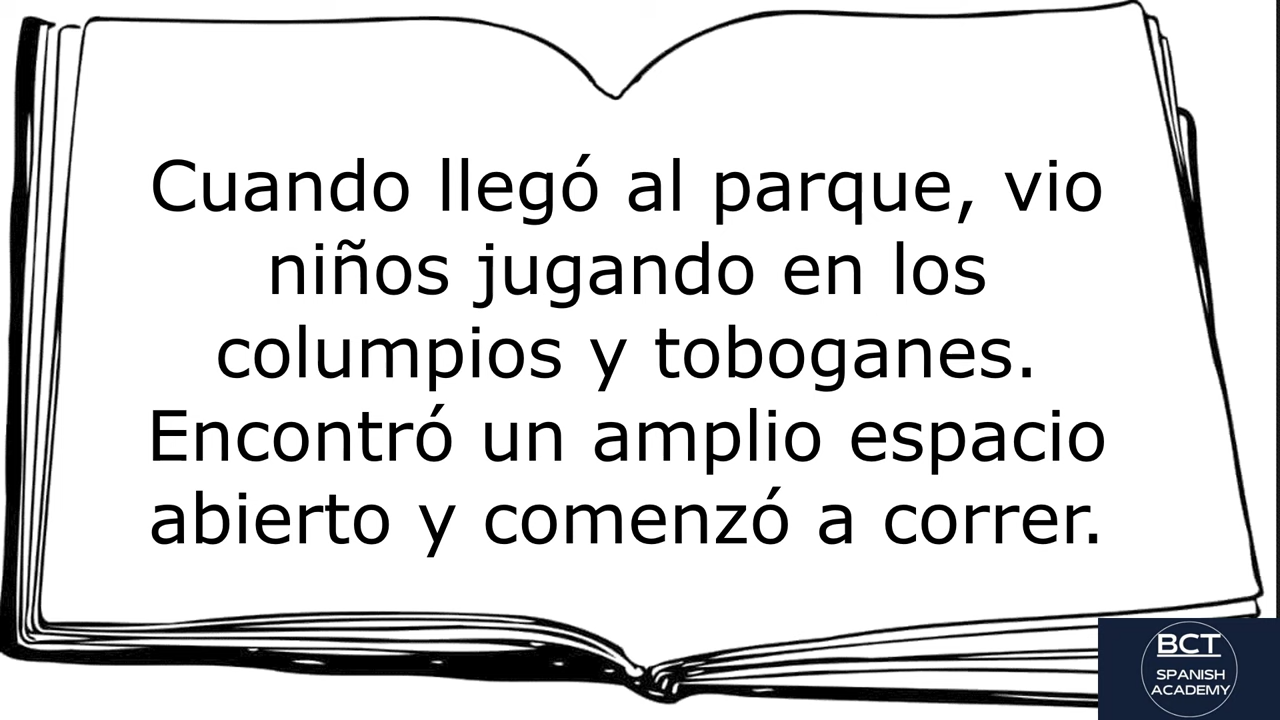 Cuando llegó al parque, vio
niños jugando en los
columpios y toboganes.
Encontró un amplio espacio
abierto y comenzó a correr.
BCT
SPANISH
ACADEMY